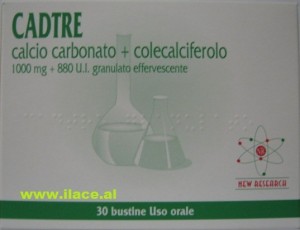 CADTRE
calcio carbonato + colecalciferolo
1000 mg + 880 U.I. granulato effervescente
NEW RESEARCH
www.ilace.al
30 bustine Uso orale